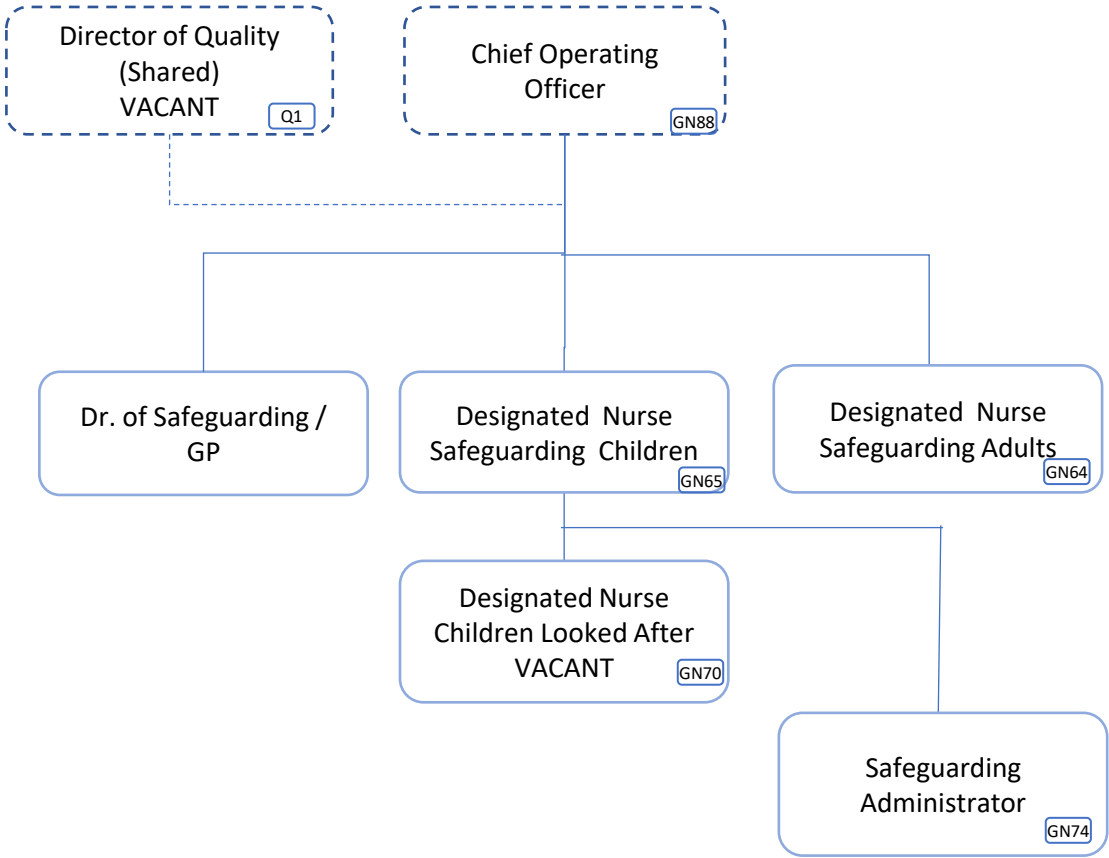 Director of Quality
(Shared)
VACANT
Q1
Chief Operating
Officer
GN88
Dr. of Safeguarding /
GP
Designated Nurse
Safeguarding Children
GN65
Designated Nurse
Safeguarding Adults
GN64
Designated Nurse
Children Looked After
VACANT
GN70
Safeguarding
Administrator
GN74